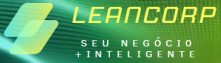 LEANCORP
SEU NEGÓCIO
+INTELIGENTE